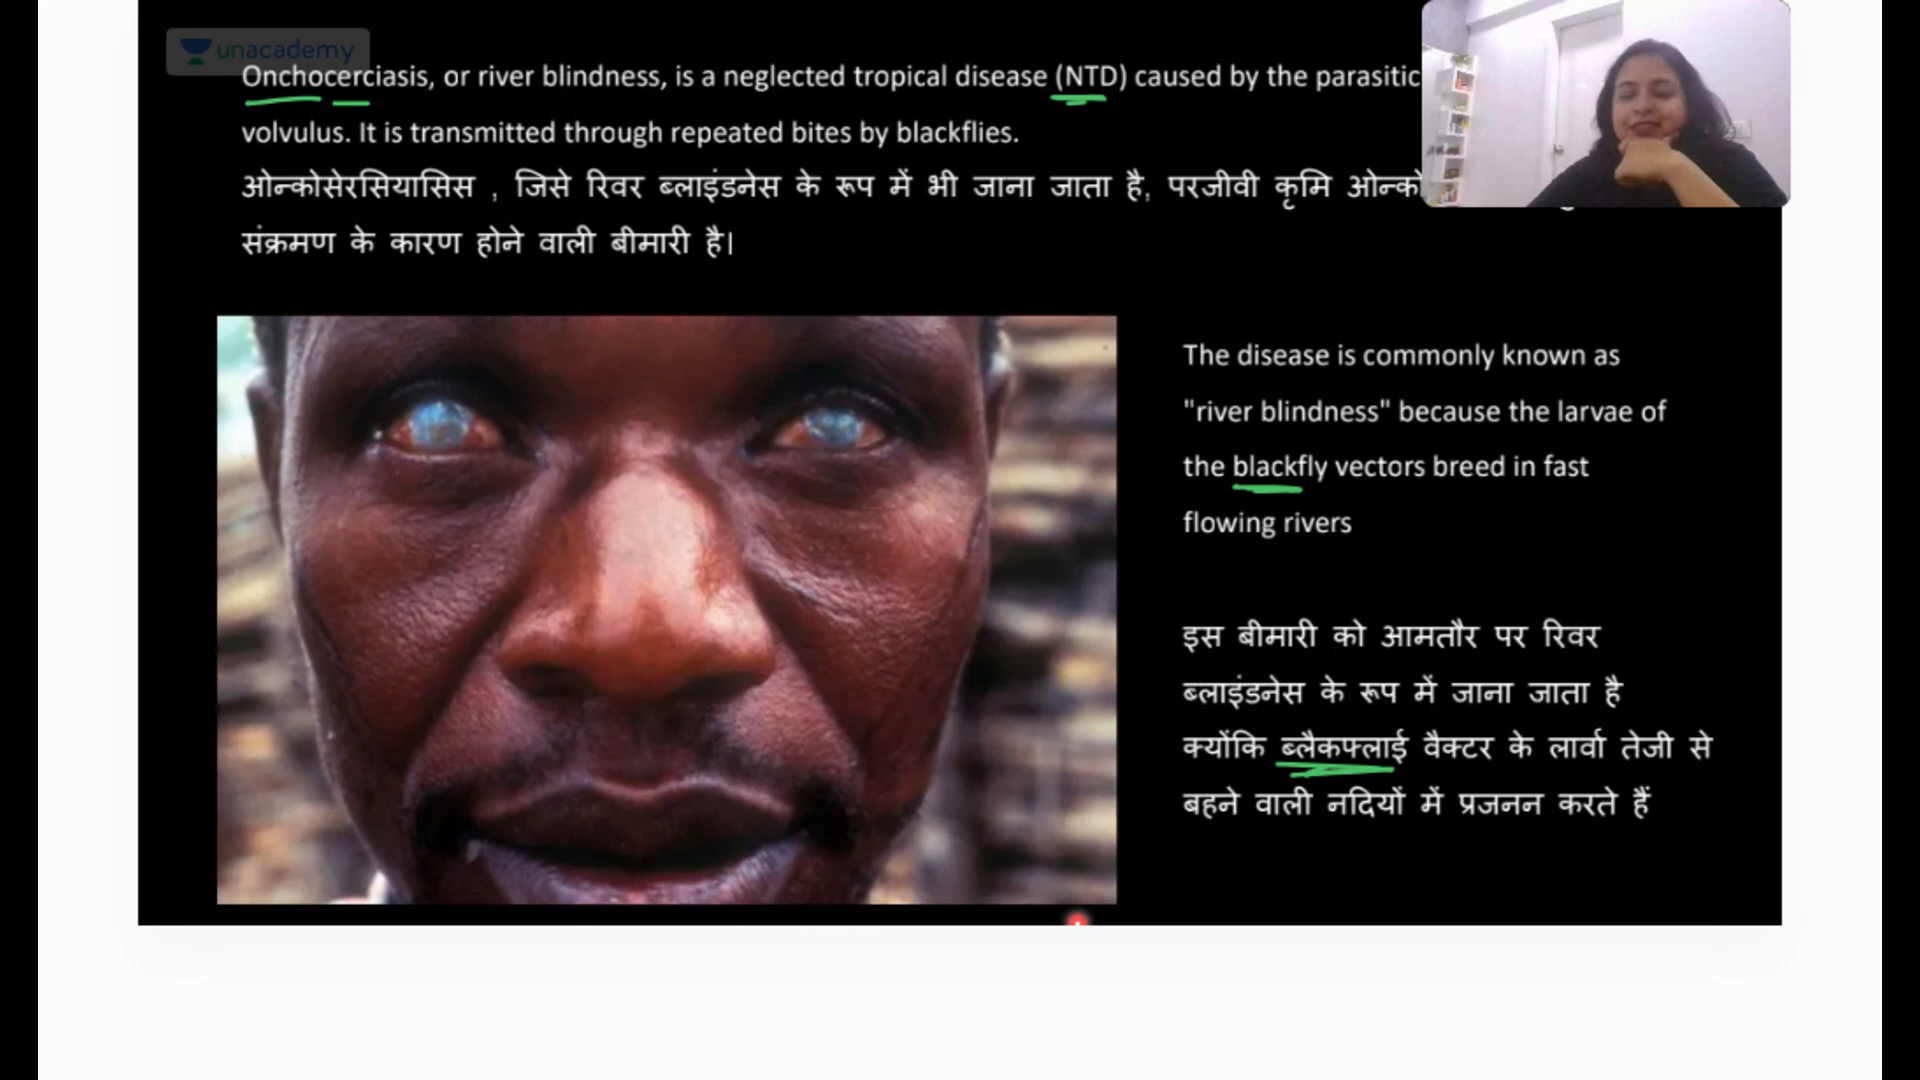 unacademy
Onchocerciasis, or river blindness, is a neglected tropical disease (NTD) caused by the parasitic
volvulus. It is transmitted through repeated bites by blackflies.
ओन्कोसेरसियासिस , जिसे रिवर ब्लाइंडनेस के रूप में भी जाना जाता है, परजीवी कृमि
संक्रमण के कारण होने वाली बीमारी है।
The disease is commonly known as
"river blindness" because the larvae of
the blackfly vectors breed in fast
flowing rivers
इस बीमारी को आमतौर पर रिवर
ब्लाइंडनेस के रूप में जाना जाता है
क्योंकि ब्लैकफ्लाई वैक्टर के लार्वा तेजी से
बहने वाली नदियों में प्रजनन करते हैं